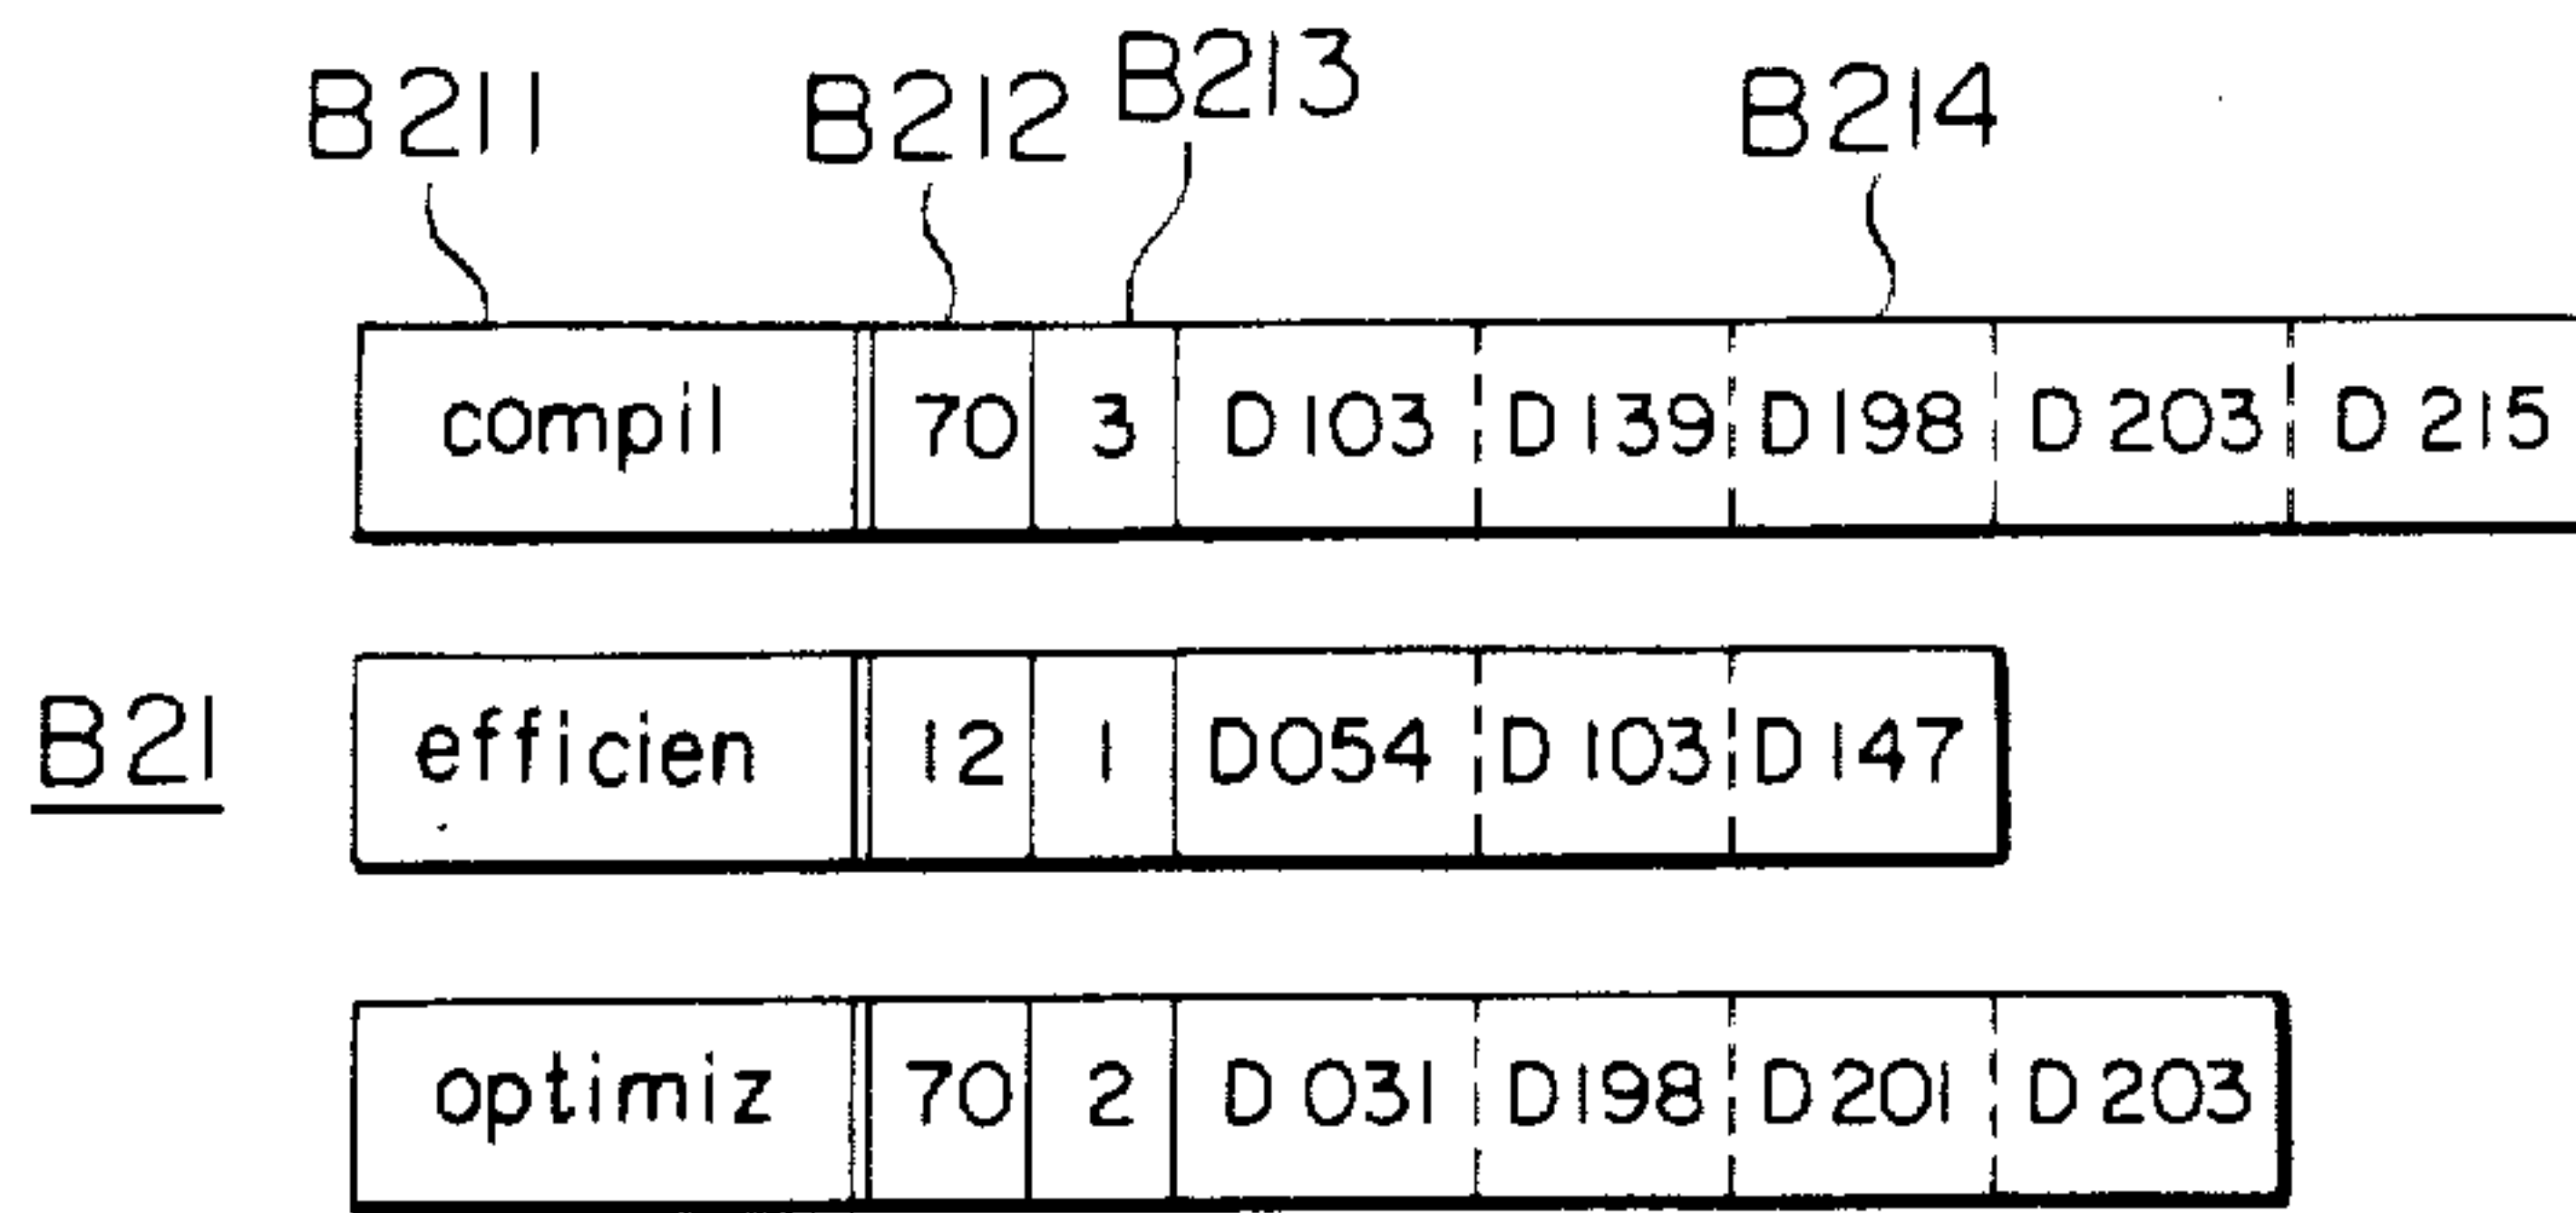 B211 B212 B213 B214
compil 70 3 D103 D139 D198 D203 D215
B21 efficien 12 1 D054 D103 D147
optimiz 70 2 D031 D198 D201 D203